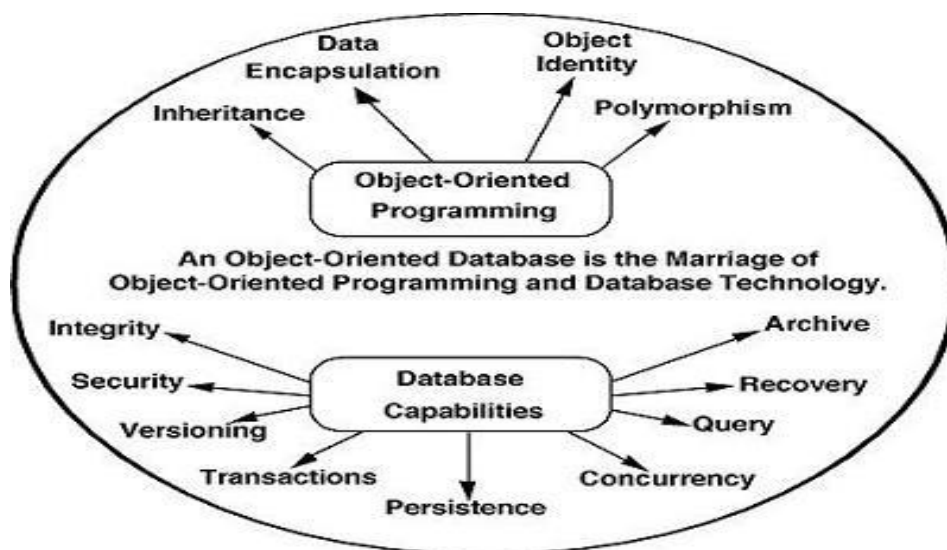 Data
Encapsulation
Object
Identity
Inheritance
Polymorphism
Object-Oriented
Programming
An Object-Oriented Database is the Marriage of
Object-Oriented Programming and Database Technology.
Integrity
Archive
Security
Database
Capabilities
Recovery
Versioning
Query
Transactions
Concurrency
Persistence